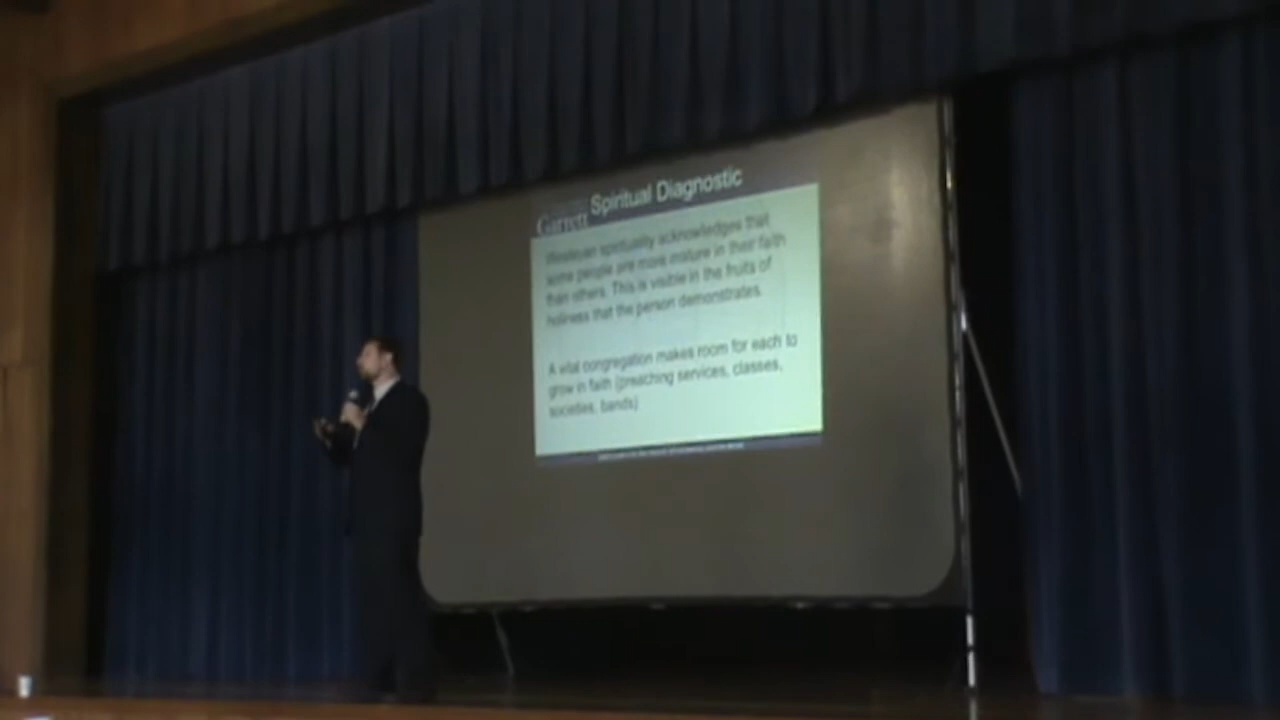 Spiritual Diagnostic
Garrett
Wesleyan spirituality acknowledges that
some people are more mature in their faith
than others. This is visible in the fruits of
holiness that the person demonstrates.
A vital congregation makes room for each to
grow in faith (preaching services, classes,
societies, bands)